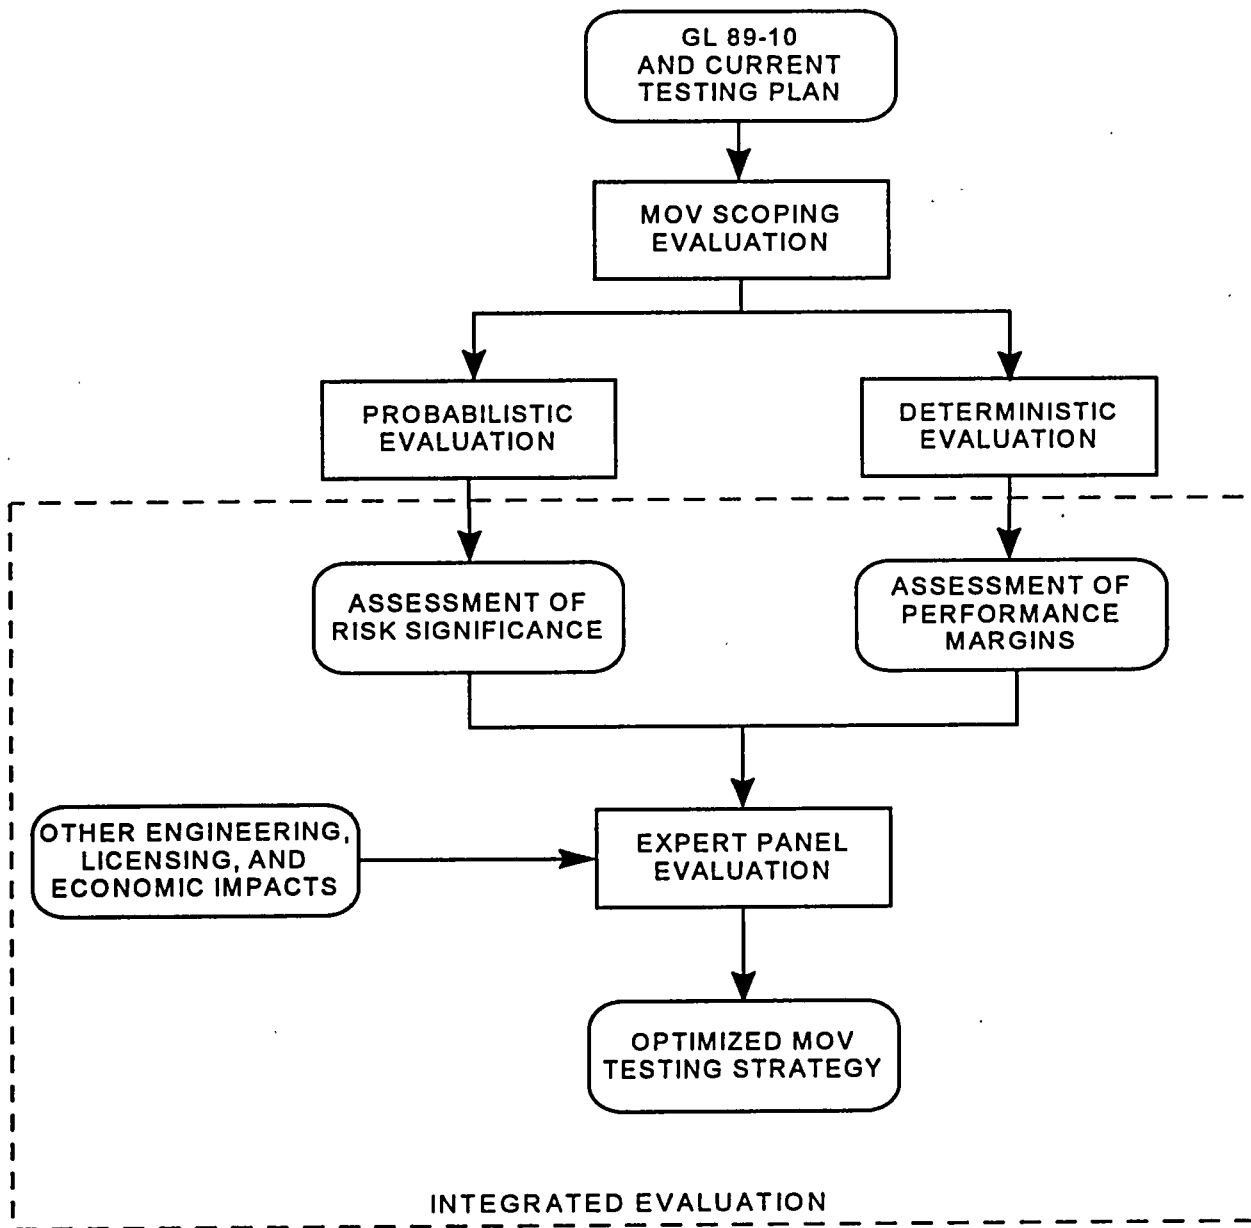 GL 89-10
AND CURRENT
TESTING PLAN
MOV SCOPING
EVALUATION
PROBABILISTIC
EVALUATION
DETERMINISTIC
EVALUATION
ASSESSMENT OF
RISK SIGNIFICANCE
ASSESSMENT OF
PERFORMANCE
MARGINS
OTHER ENGINEERING,
LICENSING, AND
ECONOMIC IMPACTS
EXPERT PANEL
EVALUATION
OPTIMIZED MOV
TESTING STRATEGY
INTEGRATED EVALUATION